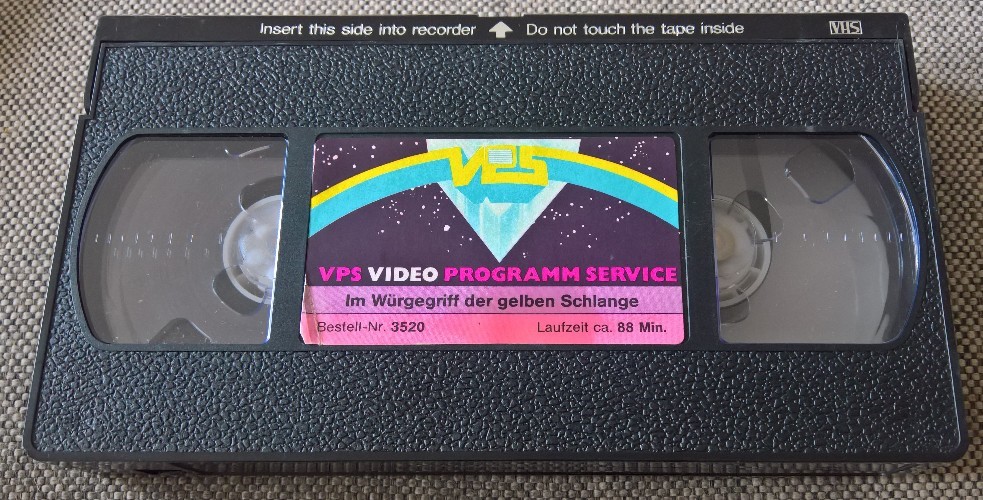 Insert this side into recorder Do not touch the tape inside VHS
VPS
VPS VIDEO PROGRAMM SERVICE
Im Würgegriff der gelben Schlange
Bestell-Nr. 3520 Laufzeit ca. 88 Min.